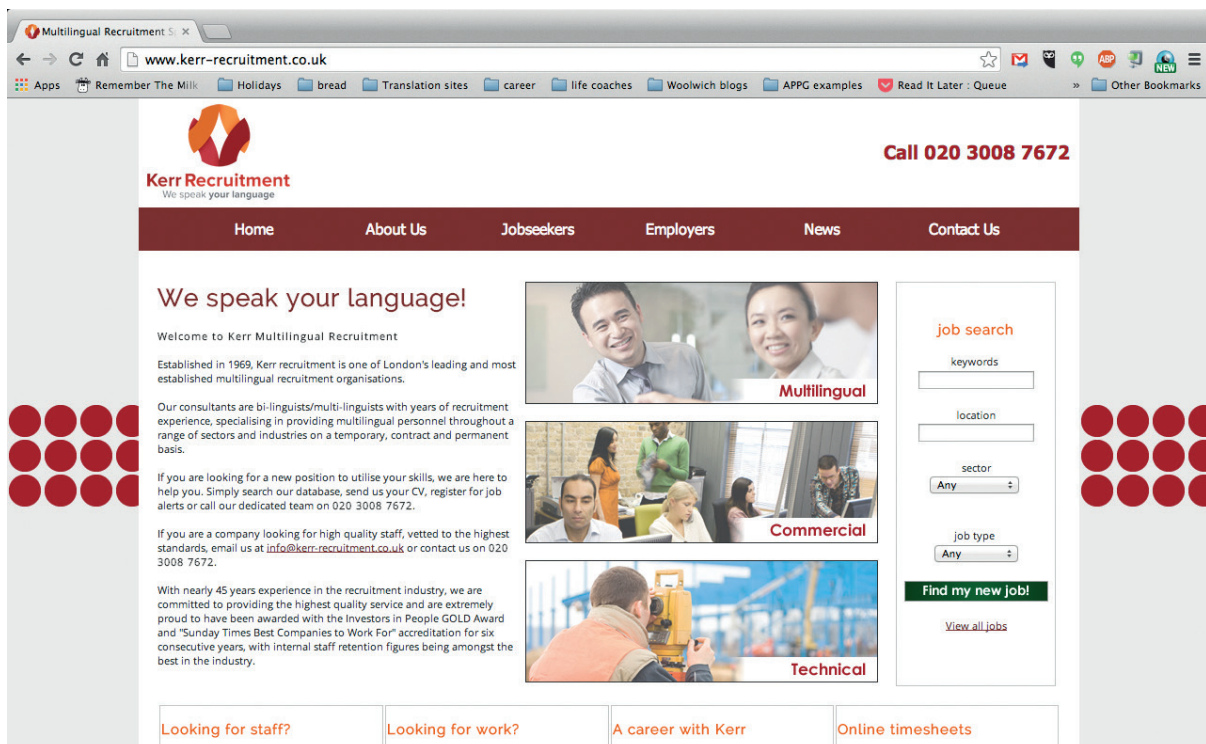 Multilingual Recruitment S
www.kerr-recruitment.co.uk
ABP
NEW
Apps Remember The Milk Holidays bread Translation sites career life coaches Woolwich blogs APPG examples Read It Later : Queue » Other Bookmarks
Kerr Recruitment
We speak your language
Call 020 3008 7672
Home About Us Jobseekers Employers News Contact Us
We speak your language!
Welcome to Kerr Multilingual Recruitment
Established in 1969, Kerr recruitment is one of London's leading and most
established multilingual recruitment organisations.
Our consultants are bi-linguists/multi-linguists with years of recruitment
experience, specialising in providing multilingual personnel throughout a
range of sectors and industries on a temporary, contract and permanent
basis.
If you are looking for a new position to utilise your skills, we are here to
help you. Simply search our database, send us your CV, register for job
alerts or call our dedicated team on 020 3008 7672.
If you are a company looking for high quality staff, vetted to the highest
standards, email us at info@kerr-recruitment.co.uk or contact us on 020
3008 7672.
With nearly 45 years experience in the recruitment industry, we are
committed to providing the highest quality service and are extremely
proud to have been awarded with the Investors in People GOLD Award
and "Sunday Times Best Companies to Work For" accreditation for six
consecutive years, with internal staff retention figures being amongst the
best in the industry.
Multilingual
Commercial
Technical
job search
keywords
location
sector
Any
job type
Any
Find my new job!
View all jobs
Looking for staff? Looking for work? A career with Kerr Online timesheets